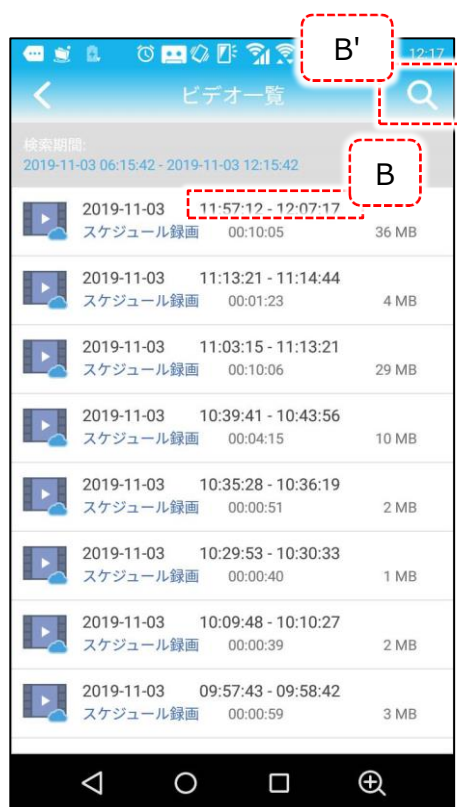 B'
12:17
ビデオ一覧
検索期間:
2019-11-03 06:15:42 - 2019-11-03 12:15:42
B
2019-11-03 11:57:12 - 12:07:17
スケジュール録画 00:10:05 36 MB
2019-11-03 11:13:21 - 11:14:44
スケジュール録画 00:01:23 4 MB
2019-11-03 11:03:15 - 11:13:21
スケジュール録画 00:10:06 29 MB
2019-11-03 10:39:41 - 10:43:56
スケジュール録画 00:04:15 10 MB
2019-11-03 10:35:28 - 10:36:19
スケジュール録画 00:00:51 2 MB
2019-11-03 10:29:53 - 10:30:33
スケジュール録画 00:00:40 1 MB
2019-11-03 10:09:48 - 10:10:27
スケジュール録画 00:00:39 2 MB
2019-11-03 09:57:43 - 09:58:42
スケジュール録画 00:00:59 3 MB